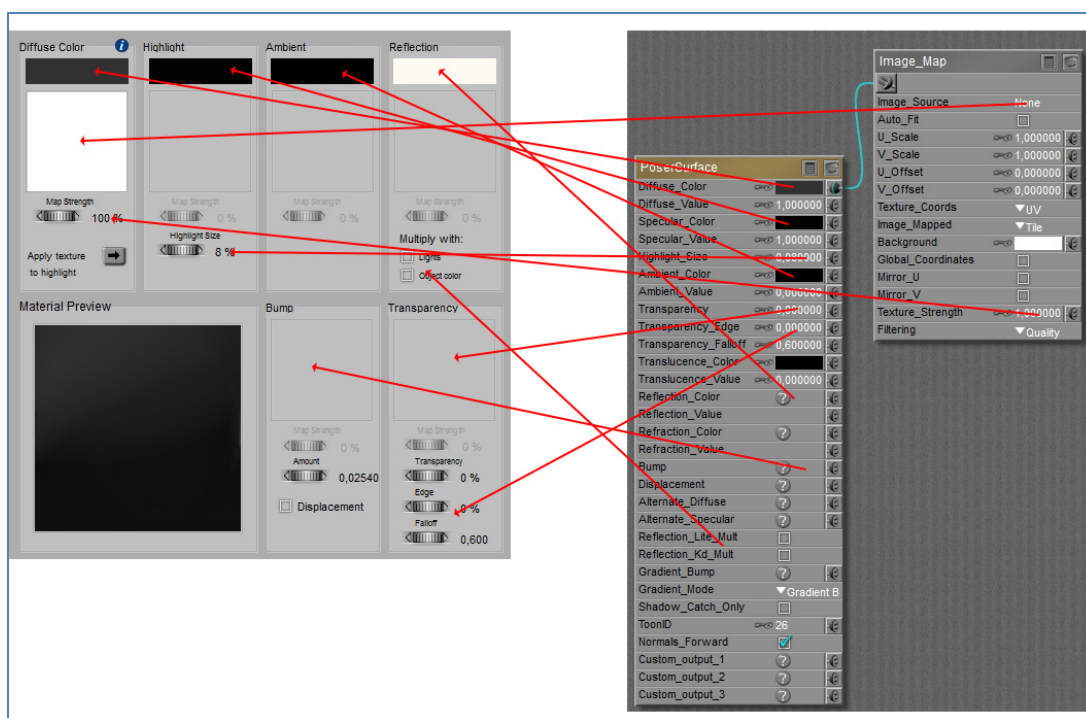 Diffuse Color Highlight Ambient Reflection
Map Strength Map Strength Map Strength
100 % 0 % 0 %
Highlight Size
8 %
Apply texture
to highlight
Multiply with:
Lights
Object color
Material Preview Bump Transparency
Map Strength Map Strength
0 % 0 %
Amount Transparency
0,02540 0 %
Edge
Displacement 0 %
Falloff
0,600
PoserSurface
Diffuse_Color
Diffuse_Value 1,000000
Specular_Color
Specular_Value 1,000000
Highlight_Size 0,080000
Ambient_Color
Ambient_Value 0,000000
Transparency 0,000000
Transparency_Edge 0,000000
Transparency_Falloff 0,600000
Translucence_Color
Translucence_Value 0,000000
Reflection_Color ?
Reflection_Value
Refraction_Color ?
Refraction_Value
Bump ?
Displacement ?
Alternate_Diffuse ?
Alternate_Specular ?
Reflection_Lite_Mult
Reflection_Kd_Mult
Gradient_Bump ?
Gradient_Mode Gradient B
Shadow_Catch_Only
ToonID 26
Normals_Forward
Custom_output_1 ?
Custom_output_2 ?
Custom_output_3 ?
Image_Map
Image_Source None
Auto_Fit
U_Scale 1,000000
V_Scale 1,000000
U_Offset 0,000000
V_Offset 0,000000
Texture_Coords UV
Image_Mapped Tile
Background
Global_Coordinates
Mirror_U
Mirror_V
Texture_Strength 1,000000
Filtering Quality